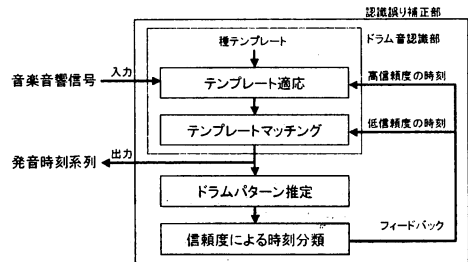 認識誤り補正部
種テンプレート
ドラム音認識部
音楽音響信号
入力
テンプレート適応
高信頼度の時刻
テンプレートマッチング
低信頼度の時刻
発音時刻系列
出力
ドラムパターン推定
信頼度による時刻分類
フィードバック